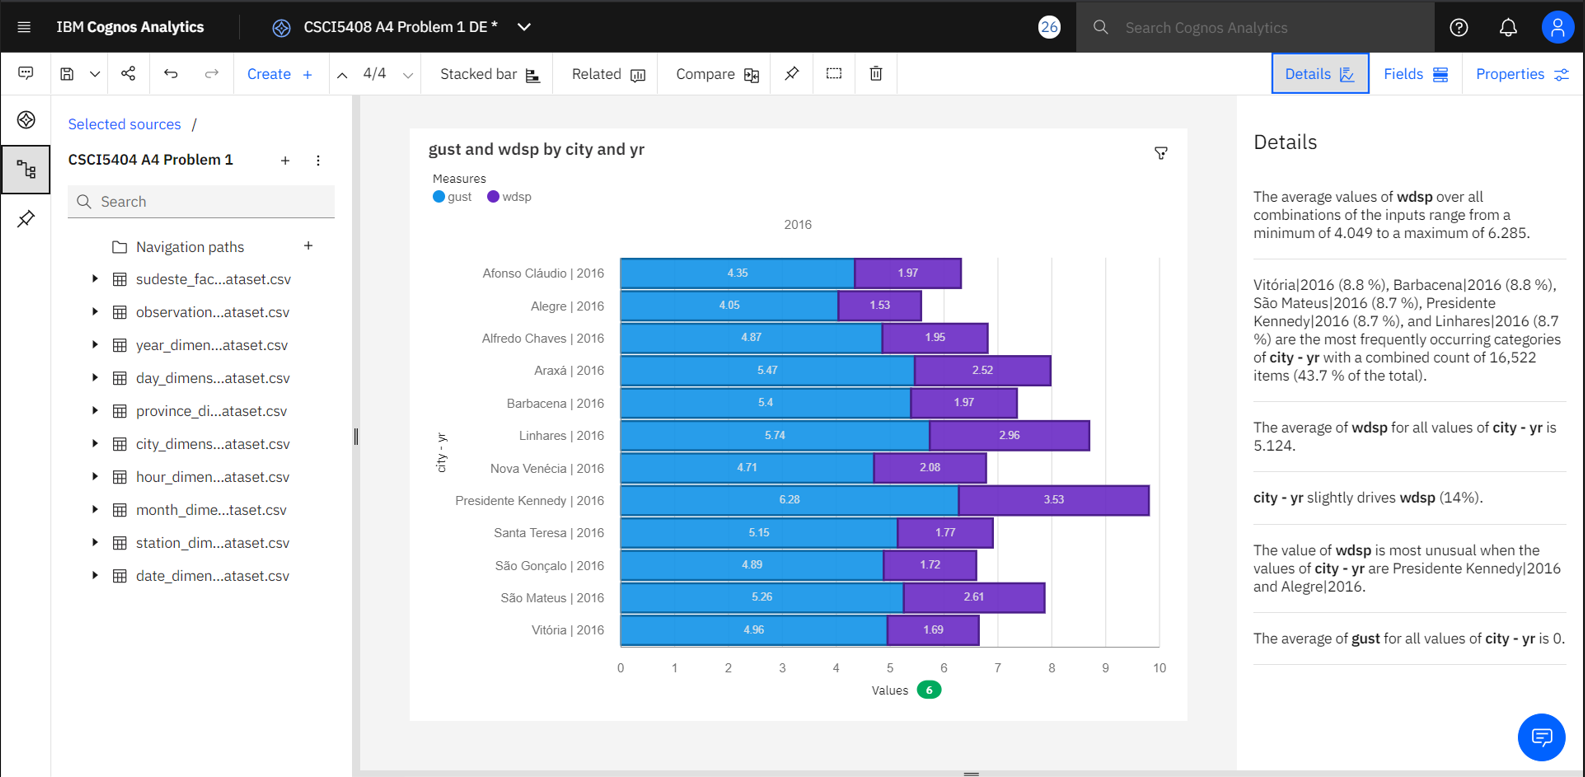 IBM Cognos Analytics
CSCI5408 A4 Problem 1 DE *
26
Search Cognos Analytics
Create +
4/4
Stacked bar
Related
Compare
Details
Fields
Properties
Selected sources /
CSCI5404 A4 Problem 1
Search
Navigation paths
sudeste_fac...ataset.csv
observation...ataset.csv
year_dimen...ataset.csv
day_dimens...ataset.csv
province_di...ataset.csv
city_dimens...ataset.csv
hour_dimen...ataset.csv
month_dime...taset.csv
station_dim...ataset.csv
date_dimen...ataset.csv
gust and wdsp by city and yr
Measures
gust wdsp
2016
city - yr
Afonso Cláudio | 2016 4.35 1.97
Alegre | 2016 4.05 1.53
Alfredo Chaves | 2016 4.87 1.95
Araxá | 2016 5.47 2.52
Barbacena | 2016 5.4 1.97
Linhares | 2016 5.74 2.96
Nova Venécia | 2016 4.71 2.08
Presidente Kennedy | 2016 6.28 3.53
Santa Teresa | 2016 5.15 1.77
São Gonçalo | 2016 4.89 1.72
São Mateus | 2016 5.26 2.61
Vitória | 2016 4.96 1.69
0 1 2 3 4 5 6 7 8 9 10
Values 6
Details
The average values of wdsp over all
combinations of the inputs range from a
minimum of 4.049 to a maximum of 6.285.
Vitória|2016 (8.8 %), Barbacena|2016 (8.8 %),
São Mateus|2016 (8.7 %), Presidente
Kennedy|2016 (8.7 %), and Linhares|2016 (8.7
%) are the most frequently occurring categories
of city - yr with a combined count of 16,522
items (43.7 % of the total).
The average of wdsp for all values of city - yr is
5.124.
city - yr slightly drives wdsp (14%).
The value of wdsp is most unusual when the
values of city - yr are Presidente Kennedy|2016
and Alegre|2016.
The average of gust for all values of city - yr is 0.